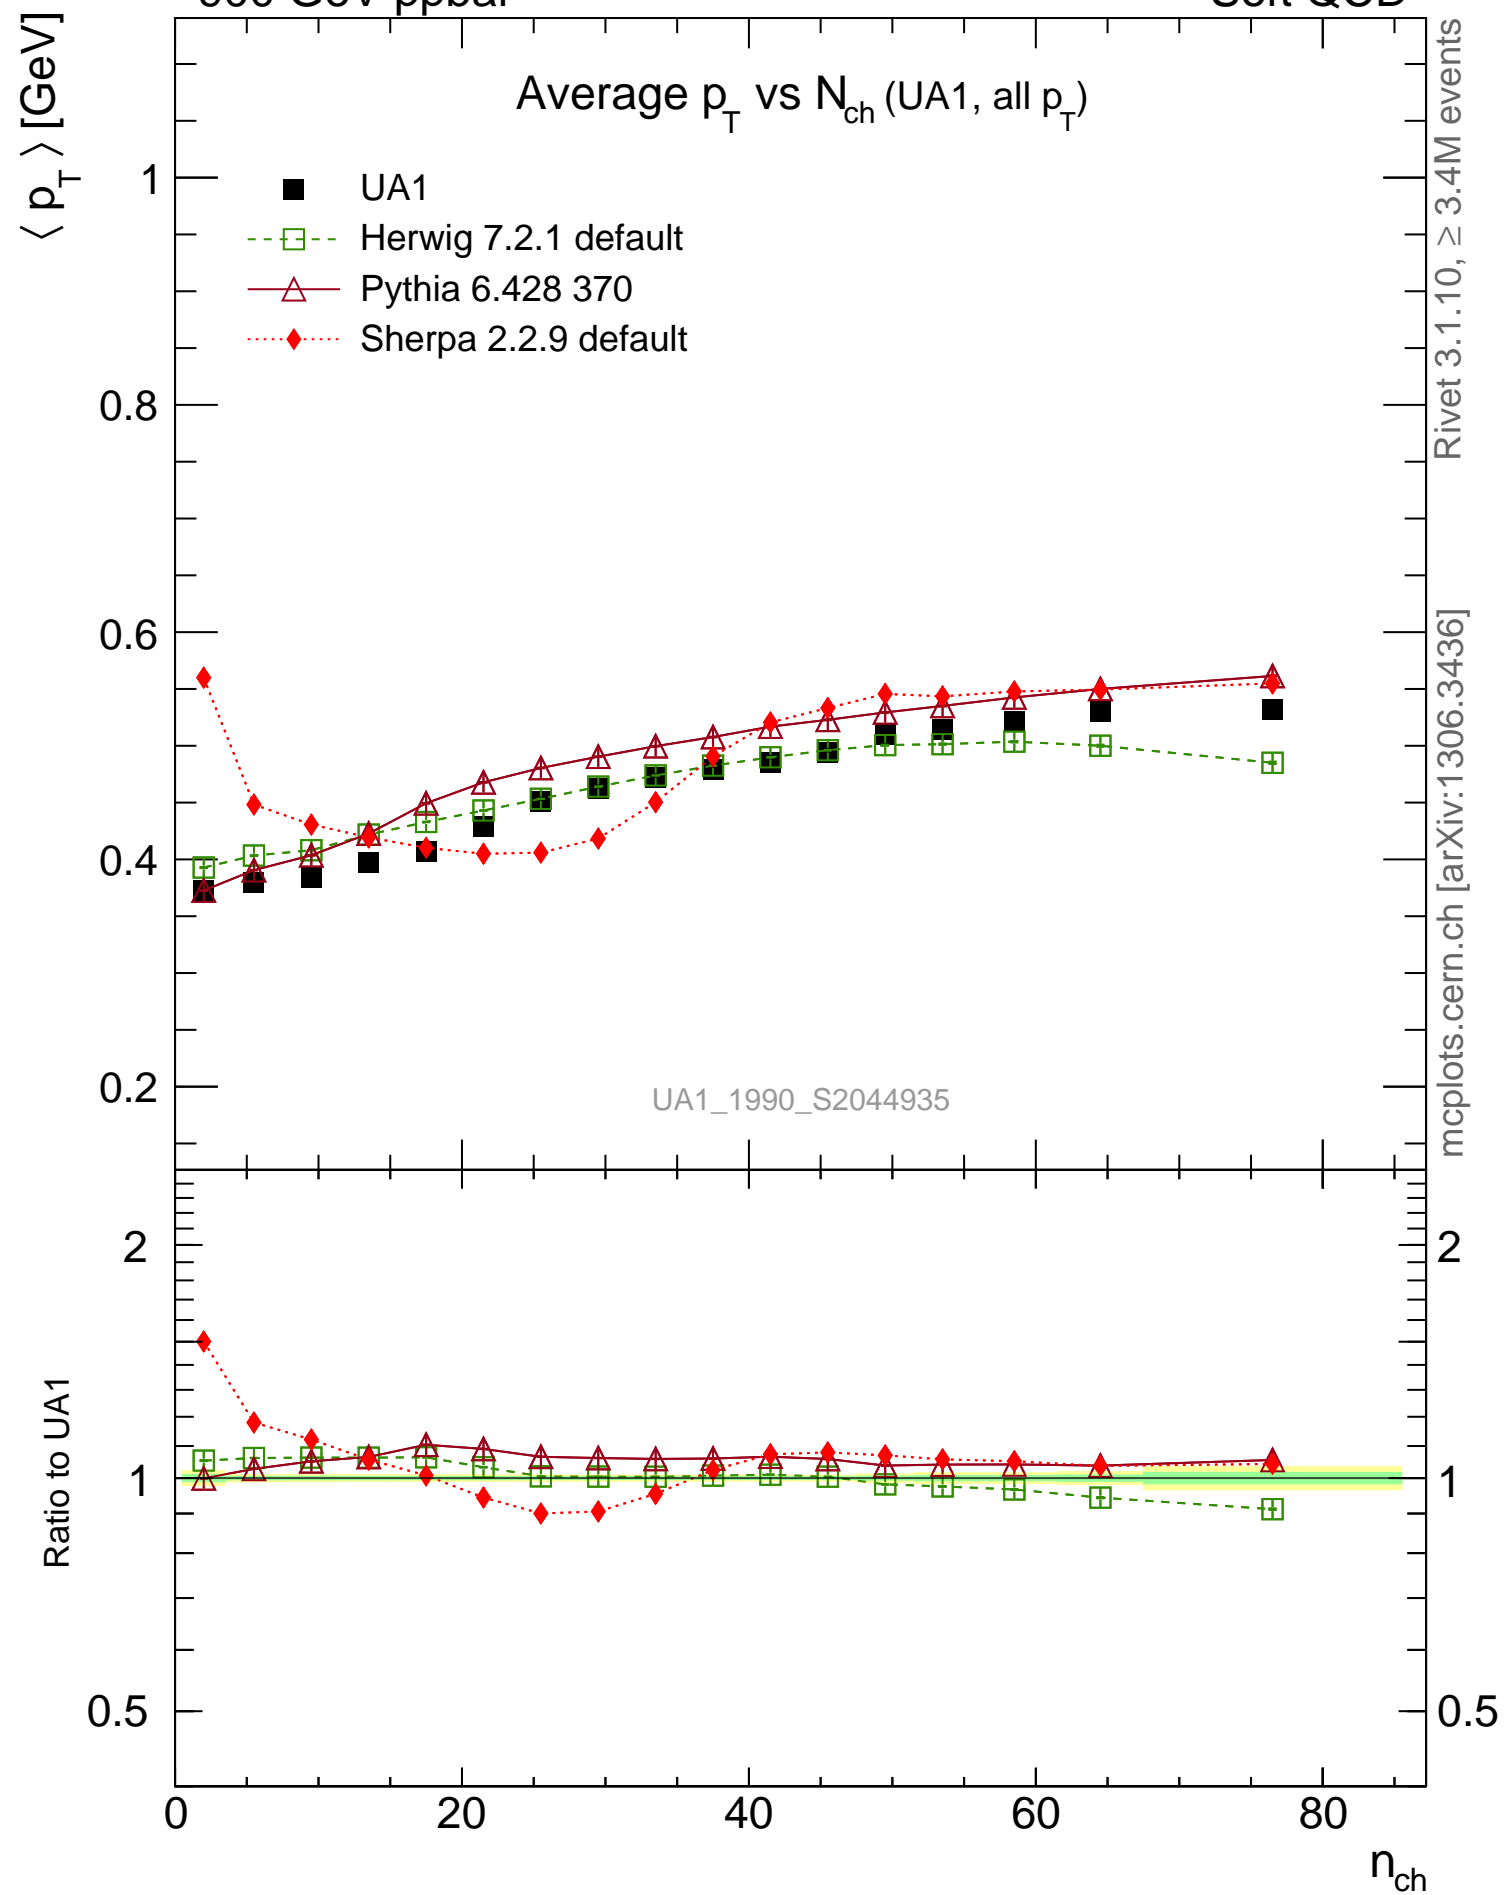 ⟨ p_T ⟩ [GeV]
Average p_T vs N_ch (UA1, all p_T)
UA1
Herwig 7.2.1 default
Pythia 6.428 370
Sherpa 2.2.9 default
1
0.8
0.6
0.4
0.2
UA1_1990_S2044935
Rivet 3.1.10, ≥ 3.4M events
mcplots.cern.ch [arXiv:1306.3436]
Ratio to UA1
2
1
0.5
2
1
0.5
0
20
40
60
80
n_ch